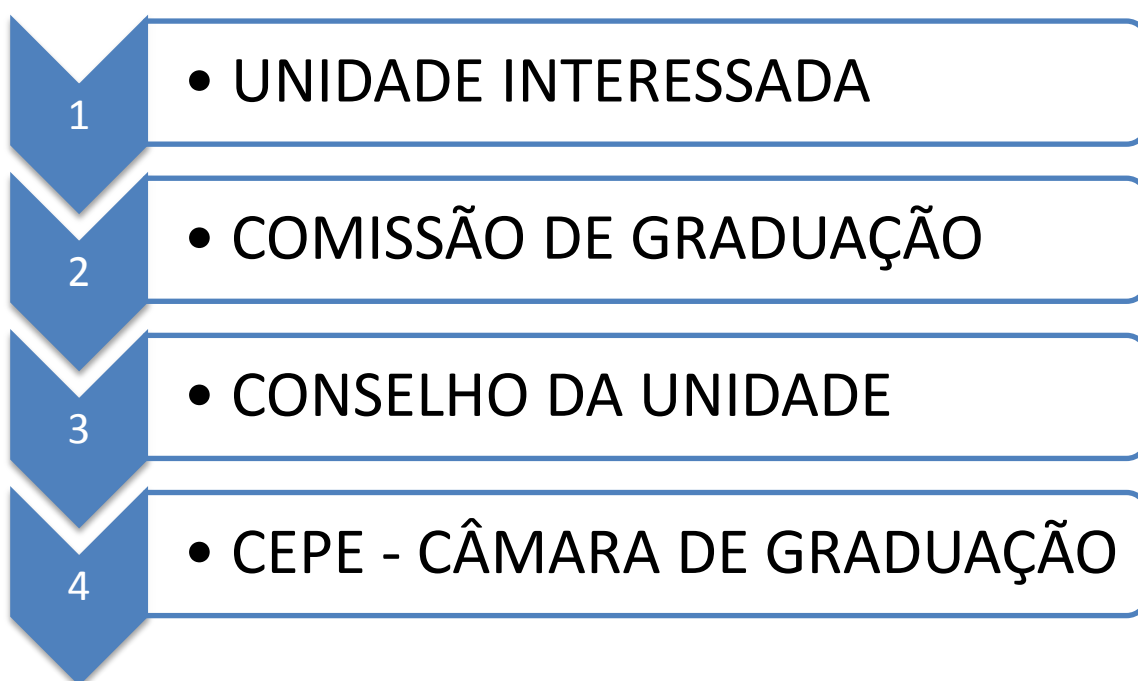 1
• UNIDADE INTERESSADA
2
• COMISSÃO DE GRADUAÇÃO
3
• CONSELHO DA UNIDADE
4
• CEPE - CÂMARA DE GRADUAÇÃO